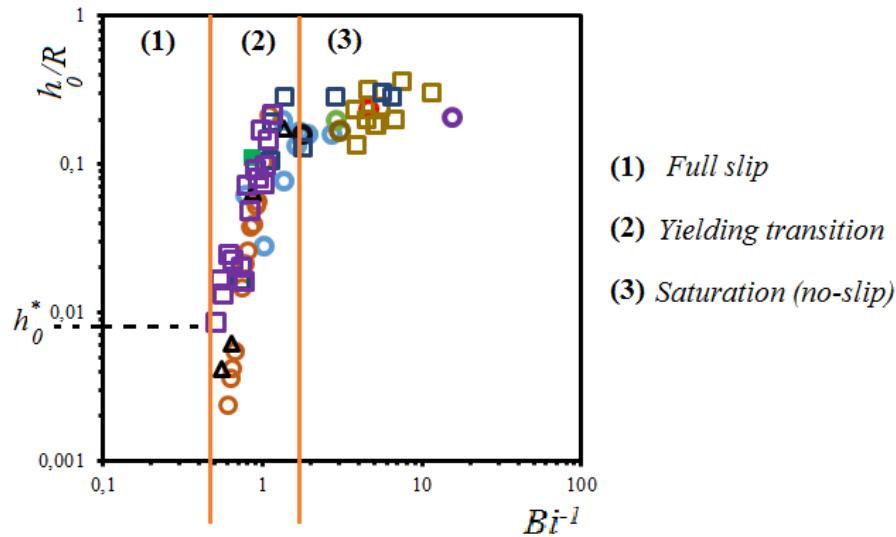 1
(1)
(2)
(3)
h0/R
0,1
(1) Full slip
(2) Yielding transition
(3) Saturation (no-slip)
h0* 0,01
0,001
0,1
1
10
100
Bi-1